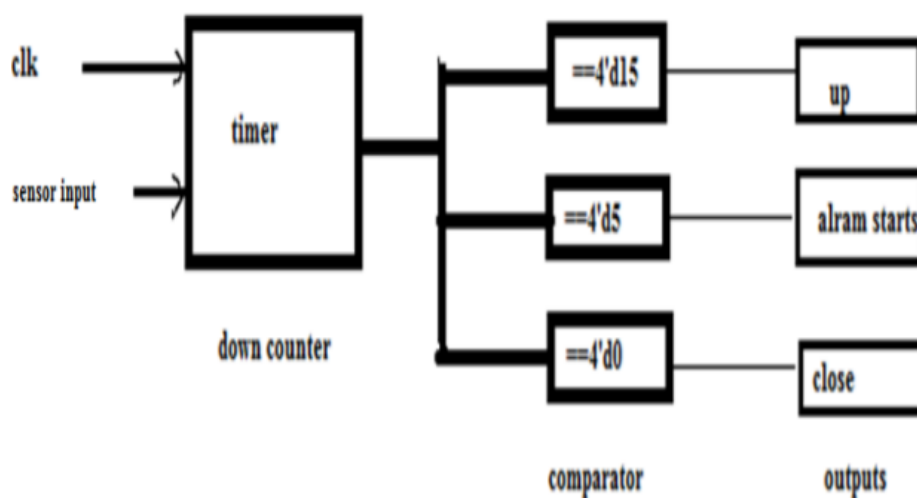 clk
sensor input
timer
down counter
==4'd15
==4'd5
==4'd0
comparator
up
alram starts
close
outputs